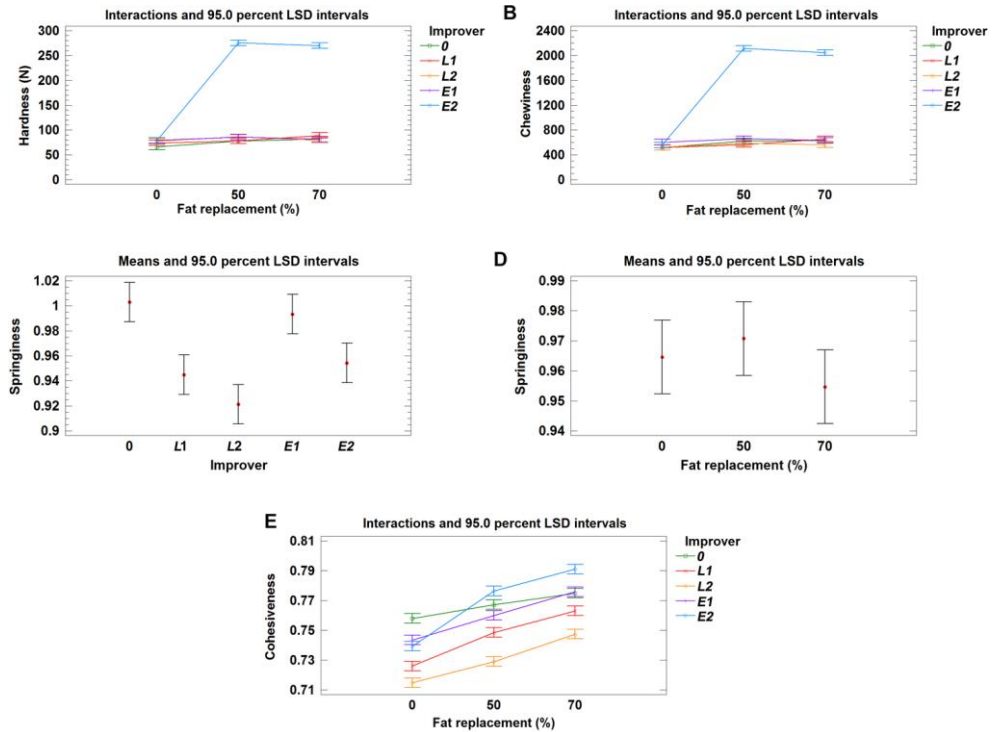 Interactions and 95.0 percent LSD intervals
Hardness (N)
300
250
200
150
100
50
0
0 50 70
Fat replacement (%)
Improver
0
L1
L2
E1
E2
B
Interactions and 95.0 percent LSD intervals
Chewiness
2400
2000
1600
1200
800
400
0
0 50 70
Fat replacement (%)
Improver
0
L1
L2
E1
E2
Means and 95.0 percent LSD intervals
Springiness
1.02
1
0.98
0.96
0.94
0.92
0.9
0 L1 L2 E1 E2
Improver
D
Means and 95.0 percent LSD intervals
Springiness
0.99
0.98
0.97
0.96
0.95
0.94
0 50 70
Fat replacement (%)
E
Interactions and 95.0 percent LSD intervals
Cohesiveness
0.81
0.79
0.77
0.75
0.73
0.71
0 50 70
Fat replacement (%)
Improver
0
L1
L2
E1
E2